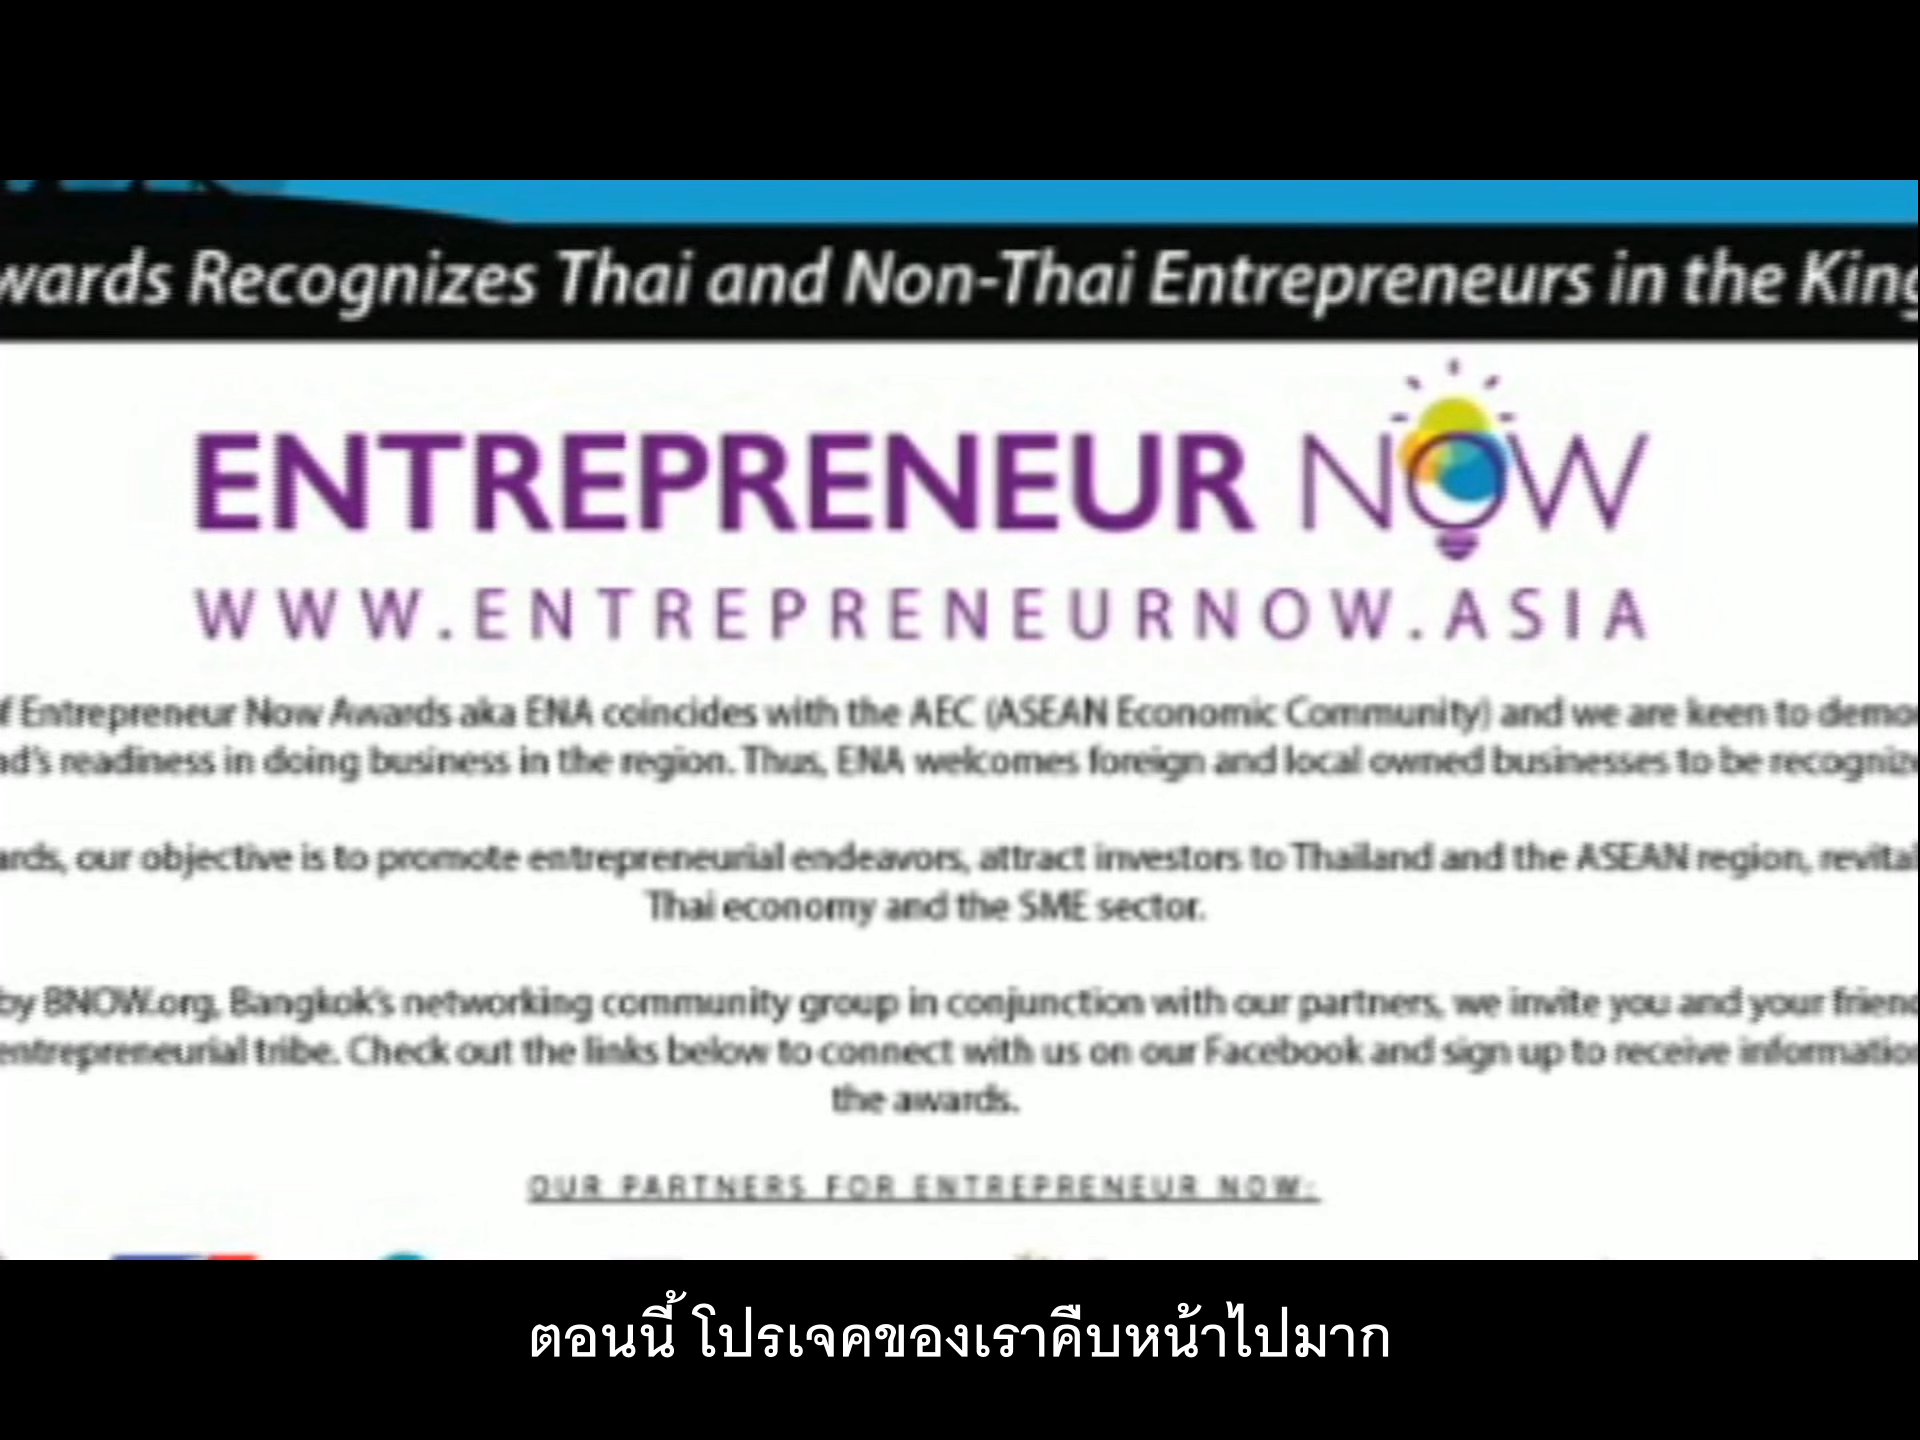 wards Recognizes Thai and Non-Thai Entrepreneurs in the King
ENTREPRENEUR NOW
WWW.ENTREPRENEURNOW.ASIA
f Entrepreneur Now Awards aka ENA coincides with the AEC (ASEAN Economic Community) and we are keen to demo
d's readiness in doing business in the region. Thus, ENA welcomes foreign and local owned businesses to be recogniz
ards, our objective is to promote entrepreneurial endeavors, attract investors to Thailand and the ASEAN region, revital
Thai economy and the SME sector.
by BNOW.org, Bangkok's networking community group in conjunction with our partners, we invite you and your friend
entrepreneurial tribe. Check out the links below to connect with us on our Facebook and sign up to receive information
the awards.
OUR PARTNERS FOR ENTREPRENEUR NOW:
ตอนนี้ โปรเจคของเราคืบหน้าไปมาก